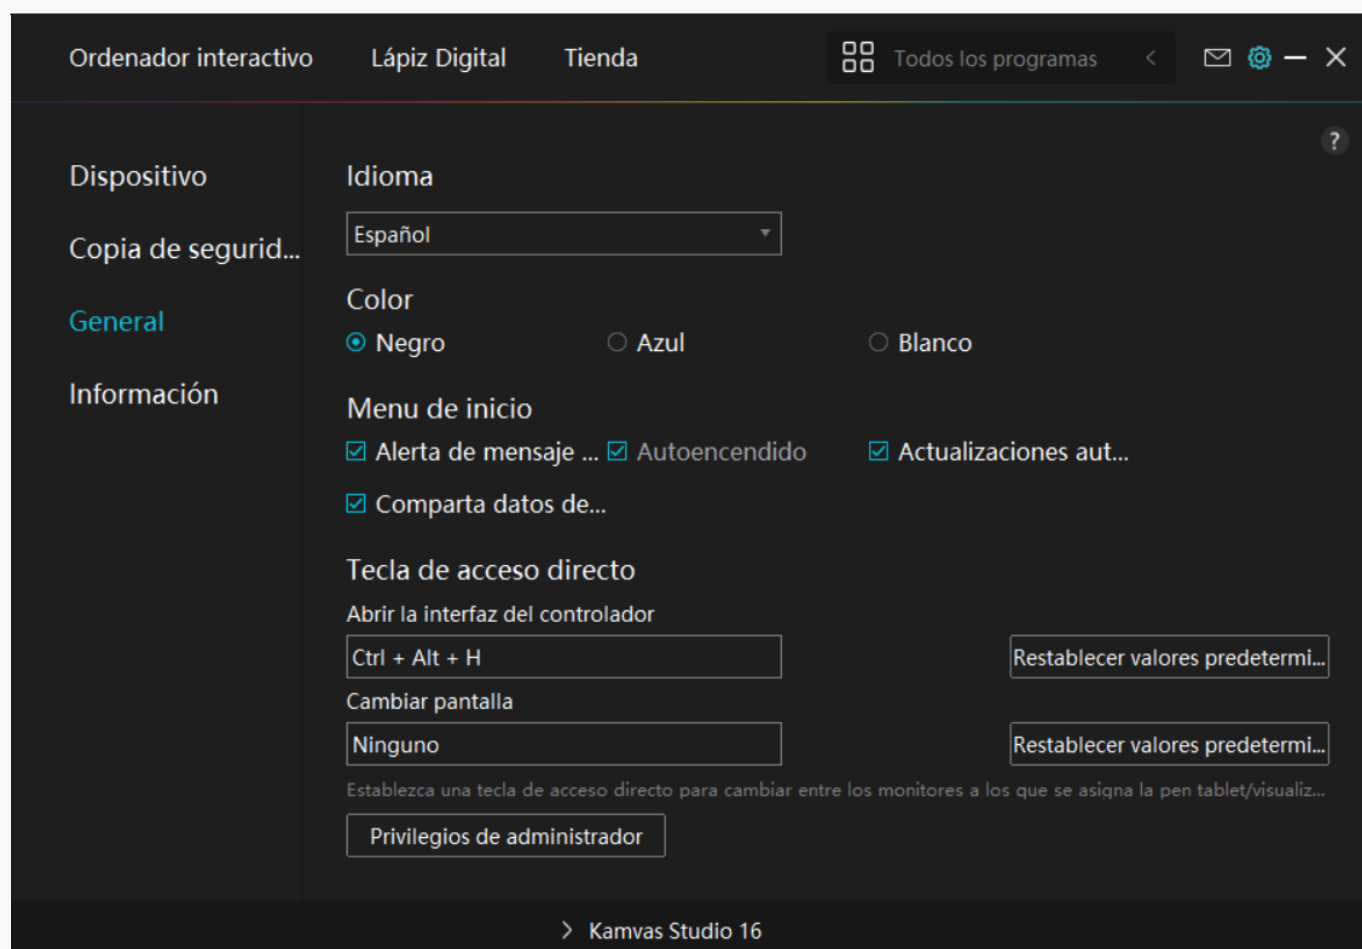 Ordenador interactivo Lápiz Digital Tienda Todos los programas
?
Dispositivo
Copia de segurid...
General
Información
Idioma
Español
Color
Negro Azul Blanco
Menu de inicio
Alerta de mensaje ... Autoencendido Actualizaciones aut...
Comparta datos de...
Tecla de acceso directo
Abrir la interfaz del controlador
Ctrl + Alt + H Restablecer valores predetermi...
Cambiar pantalla
Ninguno Restablecer valores predetermi...
Establezca una tecla de acceso directo para cambiar entre los monitores a los que se asigna la pen tablet/visualiz...
Privilegios de administrador
Kamvas Studio 16